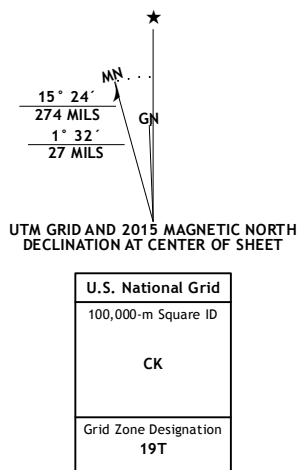 ★
MN
15° 24´
274 MILS
GN
1° 32´
27 MILS
UTM GRID AND 2015 MAGNETIC NORTH
DECLINATION AT CENTER OF SHEET
U.S. National Grid
100,000-m Square ID
CK
Grid Zone Designation
19T